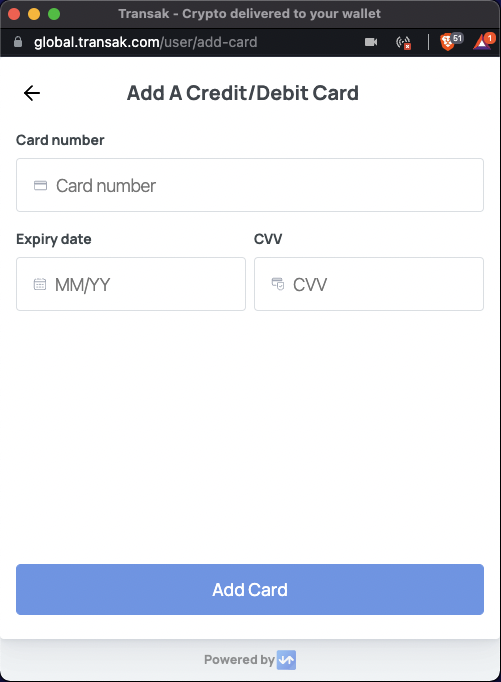 Transak - Crypto delivered to your wallet
global.transak.com/user/add-card
51
1
Add A Credit/Debit Card
Card number
Card number
Expiry date CVV
MM/YY CVV
Add Card
Powered by